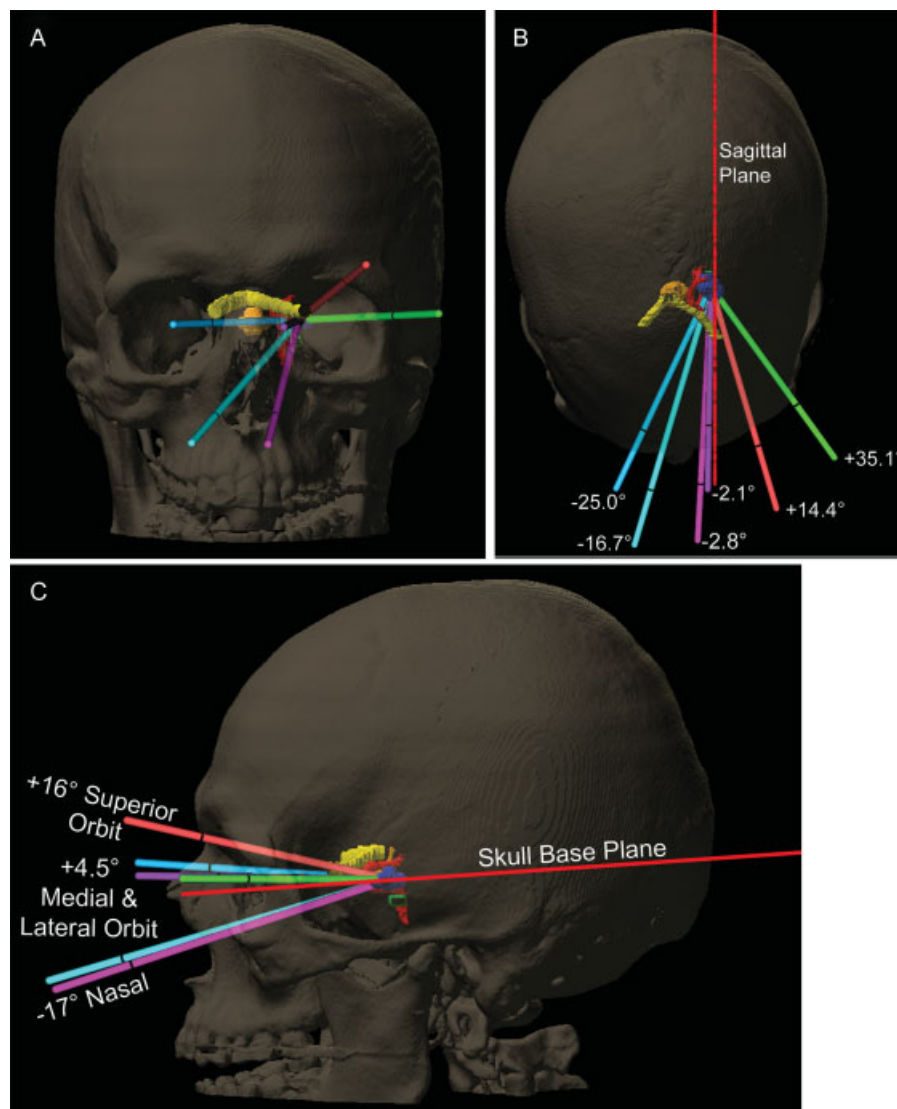 A
B
Sagittal
Plane
+35.1°
-25.0°
-2.1°
+14.4°
-16.7°
-2.8°
C
+16° Superior
Orbit
Skull Base Plane
+4.5°
Medial &
Lateral Orbit
-17° Nasal